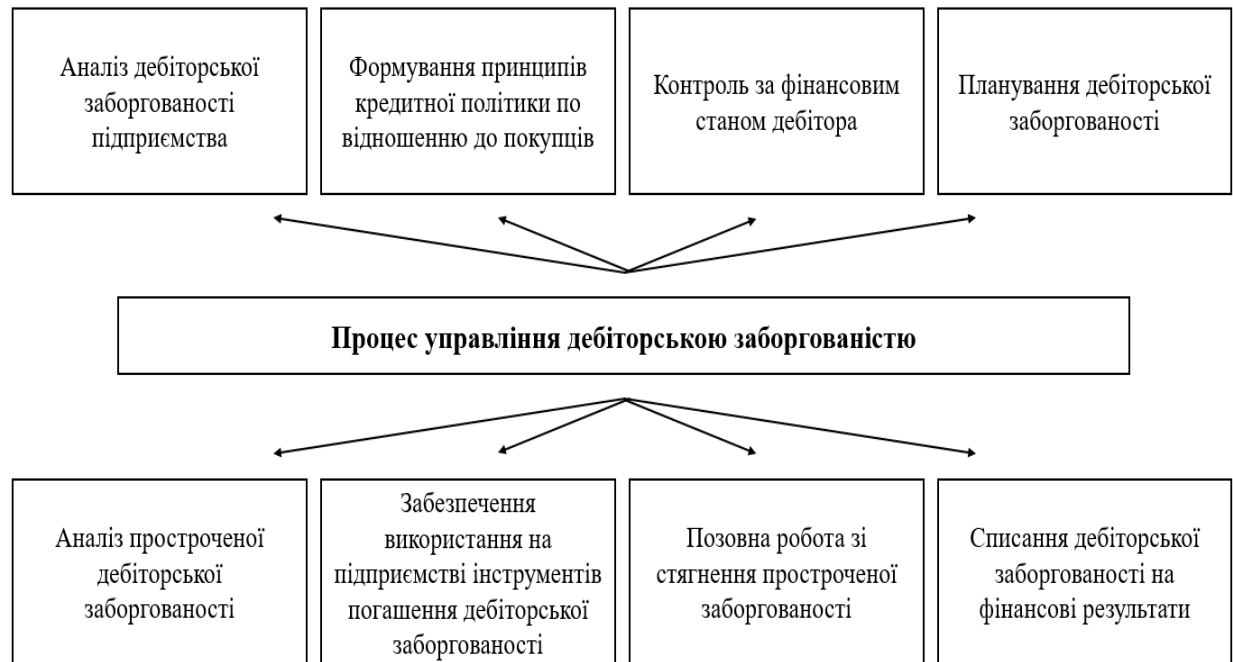 Аналіз дебіторської
заборгованості
підприємства
Формування принципів
кредитної політики по
відношенню до покупців
Контроль за фінансовим
станом дебітора
Планування дебіторської
заборгованості
Процес управління дебіторською заборгованістю
Аналіз простроченої
дебіторської
заборгованості
Забезпечення
використання на
підприємстві інструментів
погашення дебіторської
заборгованості
Позовна робота зі
стягнення простроченої
заборгованості
Списання дебіторської
заборгованості на
фінансові результати